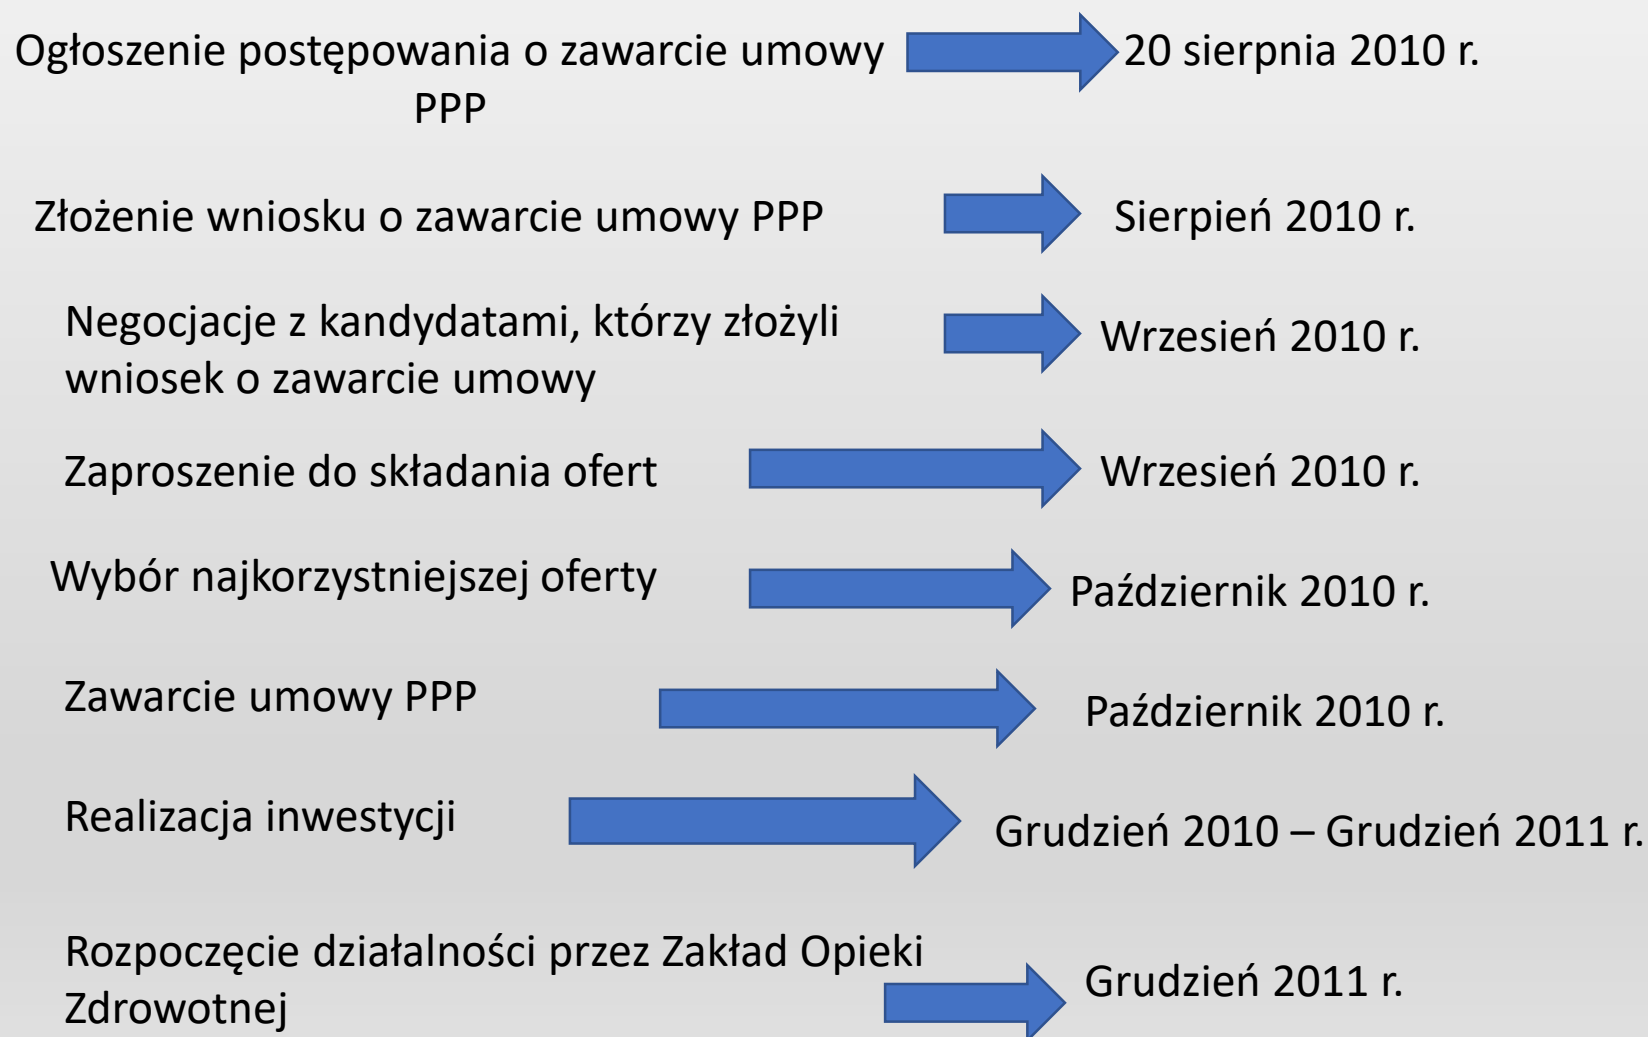 Ogłoszenie postępowania o zawarcie umowy
PPP
20 sierpnia 2010 r.
Złożenie wniosku o zawarcie umowy PPP
Sierpień 2010 r.
Negocjacje z kandydatami, którzy złożyli
wniosek o zawarcie umowy
Wrzesień 2010 r.
Zaproszenie do składania ofert
Wrzesień 2010 r.
Wybór najkorzystniejszej oferty
Październik 2010 r.
Zawarcie umowy PPP
Październik 2010 r.
Realizacja inwestycji
Grudzień 2010 – Grudzień 2011 r.
Rozpoczęcie działalności przez Zakład Opieki
Zdrowotnej
Grudzień 2011 r.